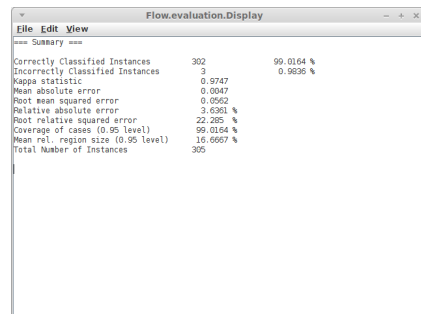 Flow.evaluation.Display
File Edit View
=== Summary ===
Correctly Classified Instances 302 99.0164 %
Incorrectly Classified Instances 3 0.9836 %
Kappa statistic 0.9747
Mean absolute error 0.0047
Root mean squared error 0.0562
Relative absolute error 3.6361 %
Root relative squared error 22.285 %
Coverage of cases (0.95 level) 99.0164 %
Mean rel. region size (0.95 level) 16.6667 %
Total Number of Instances 305